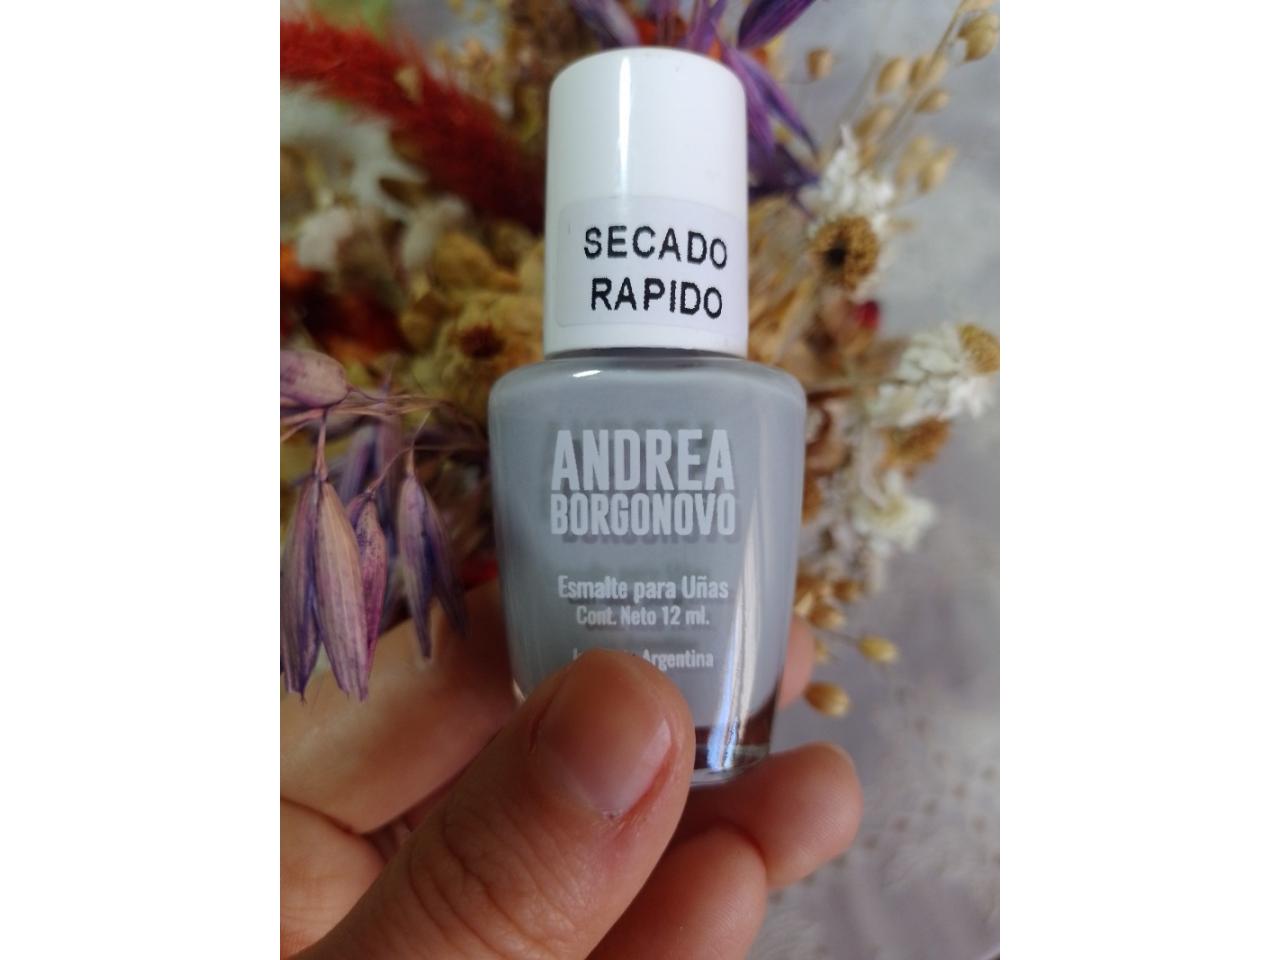 SECADO
RAPIDO
ANDREA
BORGONOVO
Esmalte para Uñas
Cont. Neto 12 ml.
Argentina